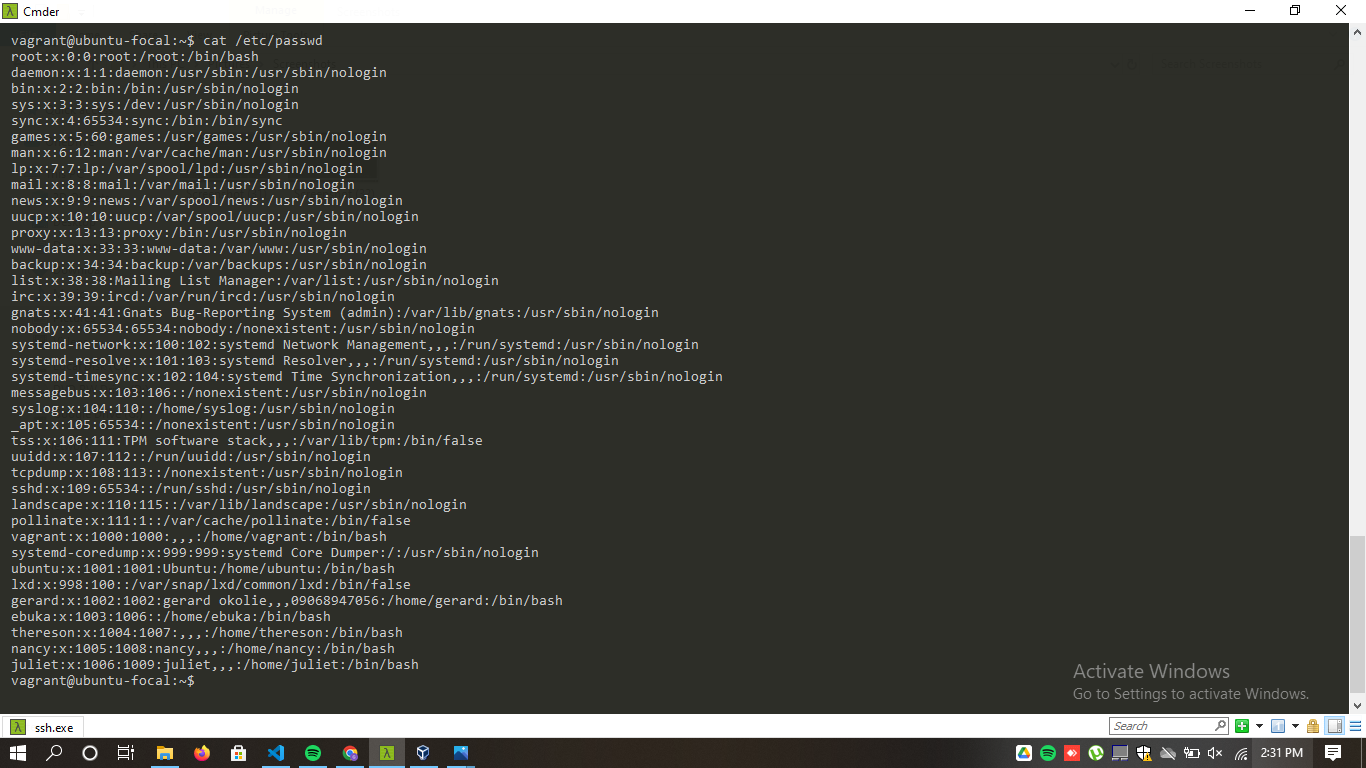 Cmder
vagrant@ubuntu-focal:~$ cat /etc/passwd
root:x:0:0:root:/root:/bin/bash
daemon:x:1:1:daemon:/usr/sbin:/usr/sbin/nologin
bin:x:2:2:bin:/bin:/usr/sbin/nologin
sys:x:3:3:sys:/dev:/usr/sbin/nologin
sync:x:4:65534:sync:/bin:/bin/sync
games:x:5:60:games:/usr/games:/usr/sbin/nologin
man:x:6:12:man:/var/cache/man:/usr/sbin/nologin
lp:x:7:7:lp:/var/spool/lpd:/usr/sbin/nologin
mail:x:8:8:mail:/var/mail:/usr/sbin/nologin
news:x:9:9:news:/var/spool/news:/usr/sbin/nologin
uucp:x:10:10:uucp:/var/spool/uucp:/usr/sbin/nologin
proxy:x:13:13:proxy:/bin:/usr/sbin/nologin
www-data:x:33:33:www-data:/var/www:/usr/sbin/nologin
backup:x:34:34:backup:/var/backups:/usr/sbin/nologin
list:x:38:38:Mailing List Manager:/var/list:/usr/sbin/nologin
irc:x:39:39:ircd:/var/run/ircd:/usr/sbin/nologin
gnats:x:41:41:Gnats Bug-Reporting System (admin):/var/lib/gnats:/usr/sbin/nologin
nobody:x:65534:65534:nobody:/nonexistent:/usr/sbin/nologin
systemd-network:x:100:102:systemd Network Management,,,:/run/systemd:/usr/sbin/nologin
systemd-resolve:x:101:103:systemd Resolver,,,:/run/systemd:/usr/sbin/nologin
systemd-timesync:x:102:104:systemd Time Synchronization,,,:/run/systemd:/usr/sbin/nologin
messagebus:x:103:106::/nonexistent:/usr/sbin/nologin
syslog:x:104:110::/home/syslog:/usr/sbin/nologin
_apt:x:105:65534::/nonexistent:/usr/sbin/nologin
tss:x:106:111:TPM software stack,,,:/var/lib/tpm:/bin/false
uuidd:x:107:112::/run/uuidd:/usr/sbin/nologin
tcpdump:x:108:113::/nonexistent:/usr/sbin/nologin
sshd:x:109:65534::/run/sshd:/usr/sbin/nologin
landscape:x:110:115::/var/lib/landscape:/usr/sbin/nologin
pollinate:x:111:1::/var/cache/pollinate:/bin/false
vagrant:x:1000:1000:,,,:/home/vagrant:/bin/bash
systemd-coredump:x:999:999:systemd Core Dumper:/:/usr/sbin/nologin
ubuntu:x:1001:1001:Ubuntu:/home/ubuntu:/bin/bash
lxd:x:998:100::/var/snap/lxd/common/lxd:/bin/false
gerard:x:1002:1002:gerard okolie,,,09068947056:/home/gerard:/bin/bash
ebuka:x:1003:1006::/home/ebuka:/bin/bash
thereson:x:1004:1007:,,,:/home/thereson:/bin/bash
nancy:x:1005:1008:nancy,,,:/home/nancy:/bin/bash
juliet:x:1006:1009:juliet,,,:/home/juliet:/bin/bash
vagrant@ubuntu-focal:~$
Activate Windows
Go to Settings to activate Windows.
ssh.exe
Search
2:31 PM